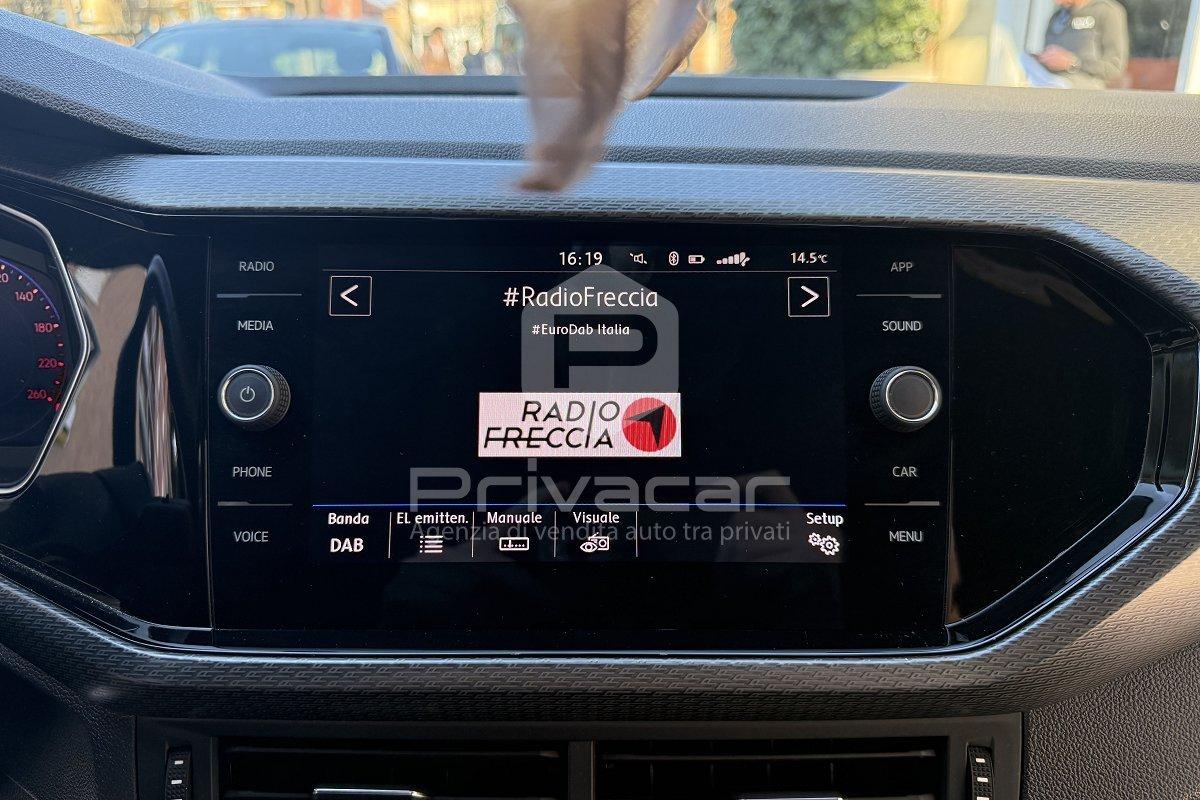 16:19
14.5°C
#RadioFreccia
#EuroDab Italia
RADIO
FRECCIA
RADIO
MEDIA
PHONE
VOICE
APP
SOUND
CAR
MENU
Banda
DAB
El. emitten.
Manuale
Visuale
Setup
140
180
220
260
P
Privacar
Agenzia di vendita auto tra privati